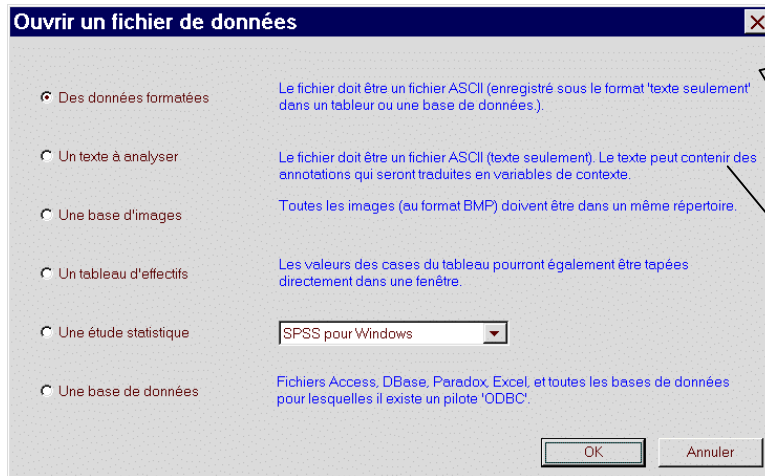 Ouvrir un fichier de données
Des données formatées
Le fichier doit être un fichier ASCII (enregistré sous le format 'texte seulement'
dans un tableur ou une base de données.).
Un texte à analyser
Le fichier doit être un fichier ASCII (texte seulement). Le texte peut contenir des
annotations qui seront traduites en variables de contexte.
Une base d'images
Toutes les images (au format BMP) doivent être dans un même répertoire.
Un tableau d'effectifs
Les valeurs des cases du tableau pourront également être tapées
directement dans une fenêtre.
Une étude statistique
SPSS pour Windows
Une base de données
Fichiers Access, DBase, Paradox, Excel, et toutes les bases de données
pour lesquelles il existe un pilote 'ODBC'.
OK
Annuler